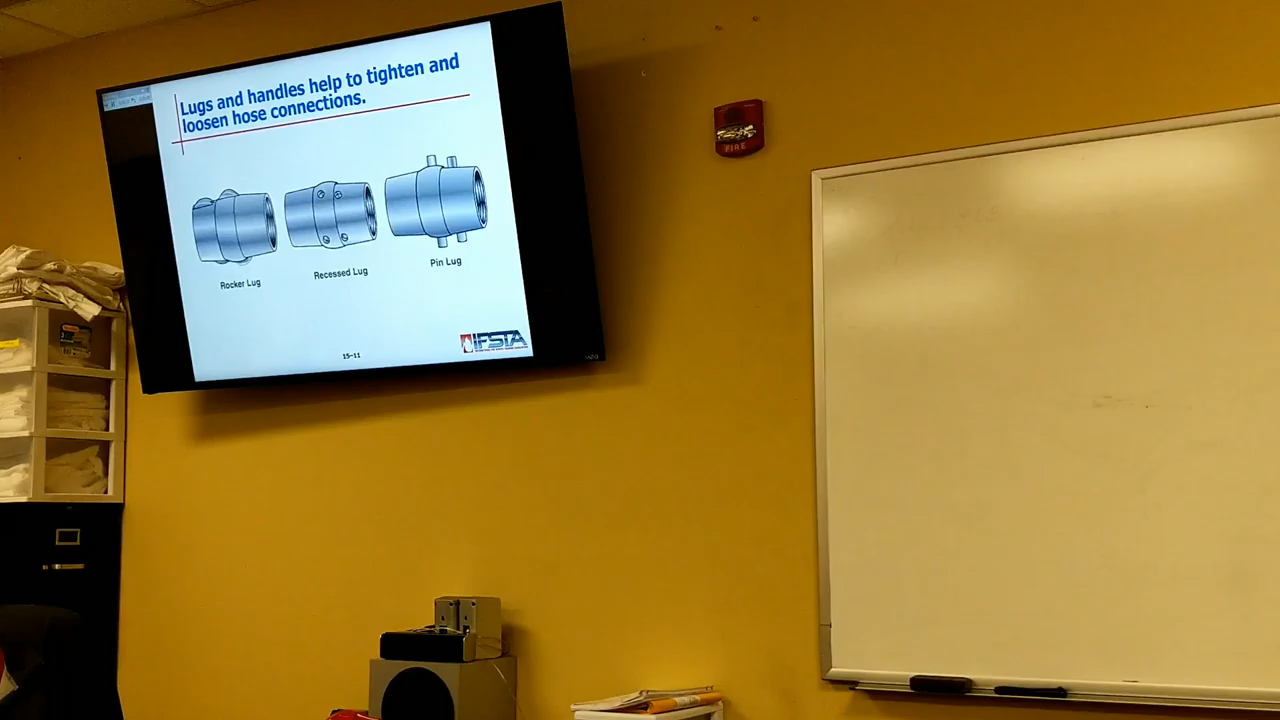 Lugs and handles help to tighten and
loosen hose connections.
Rocker Lug
Recessed Lug
Pin Lug
15-11
IFSTA
FIRE